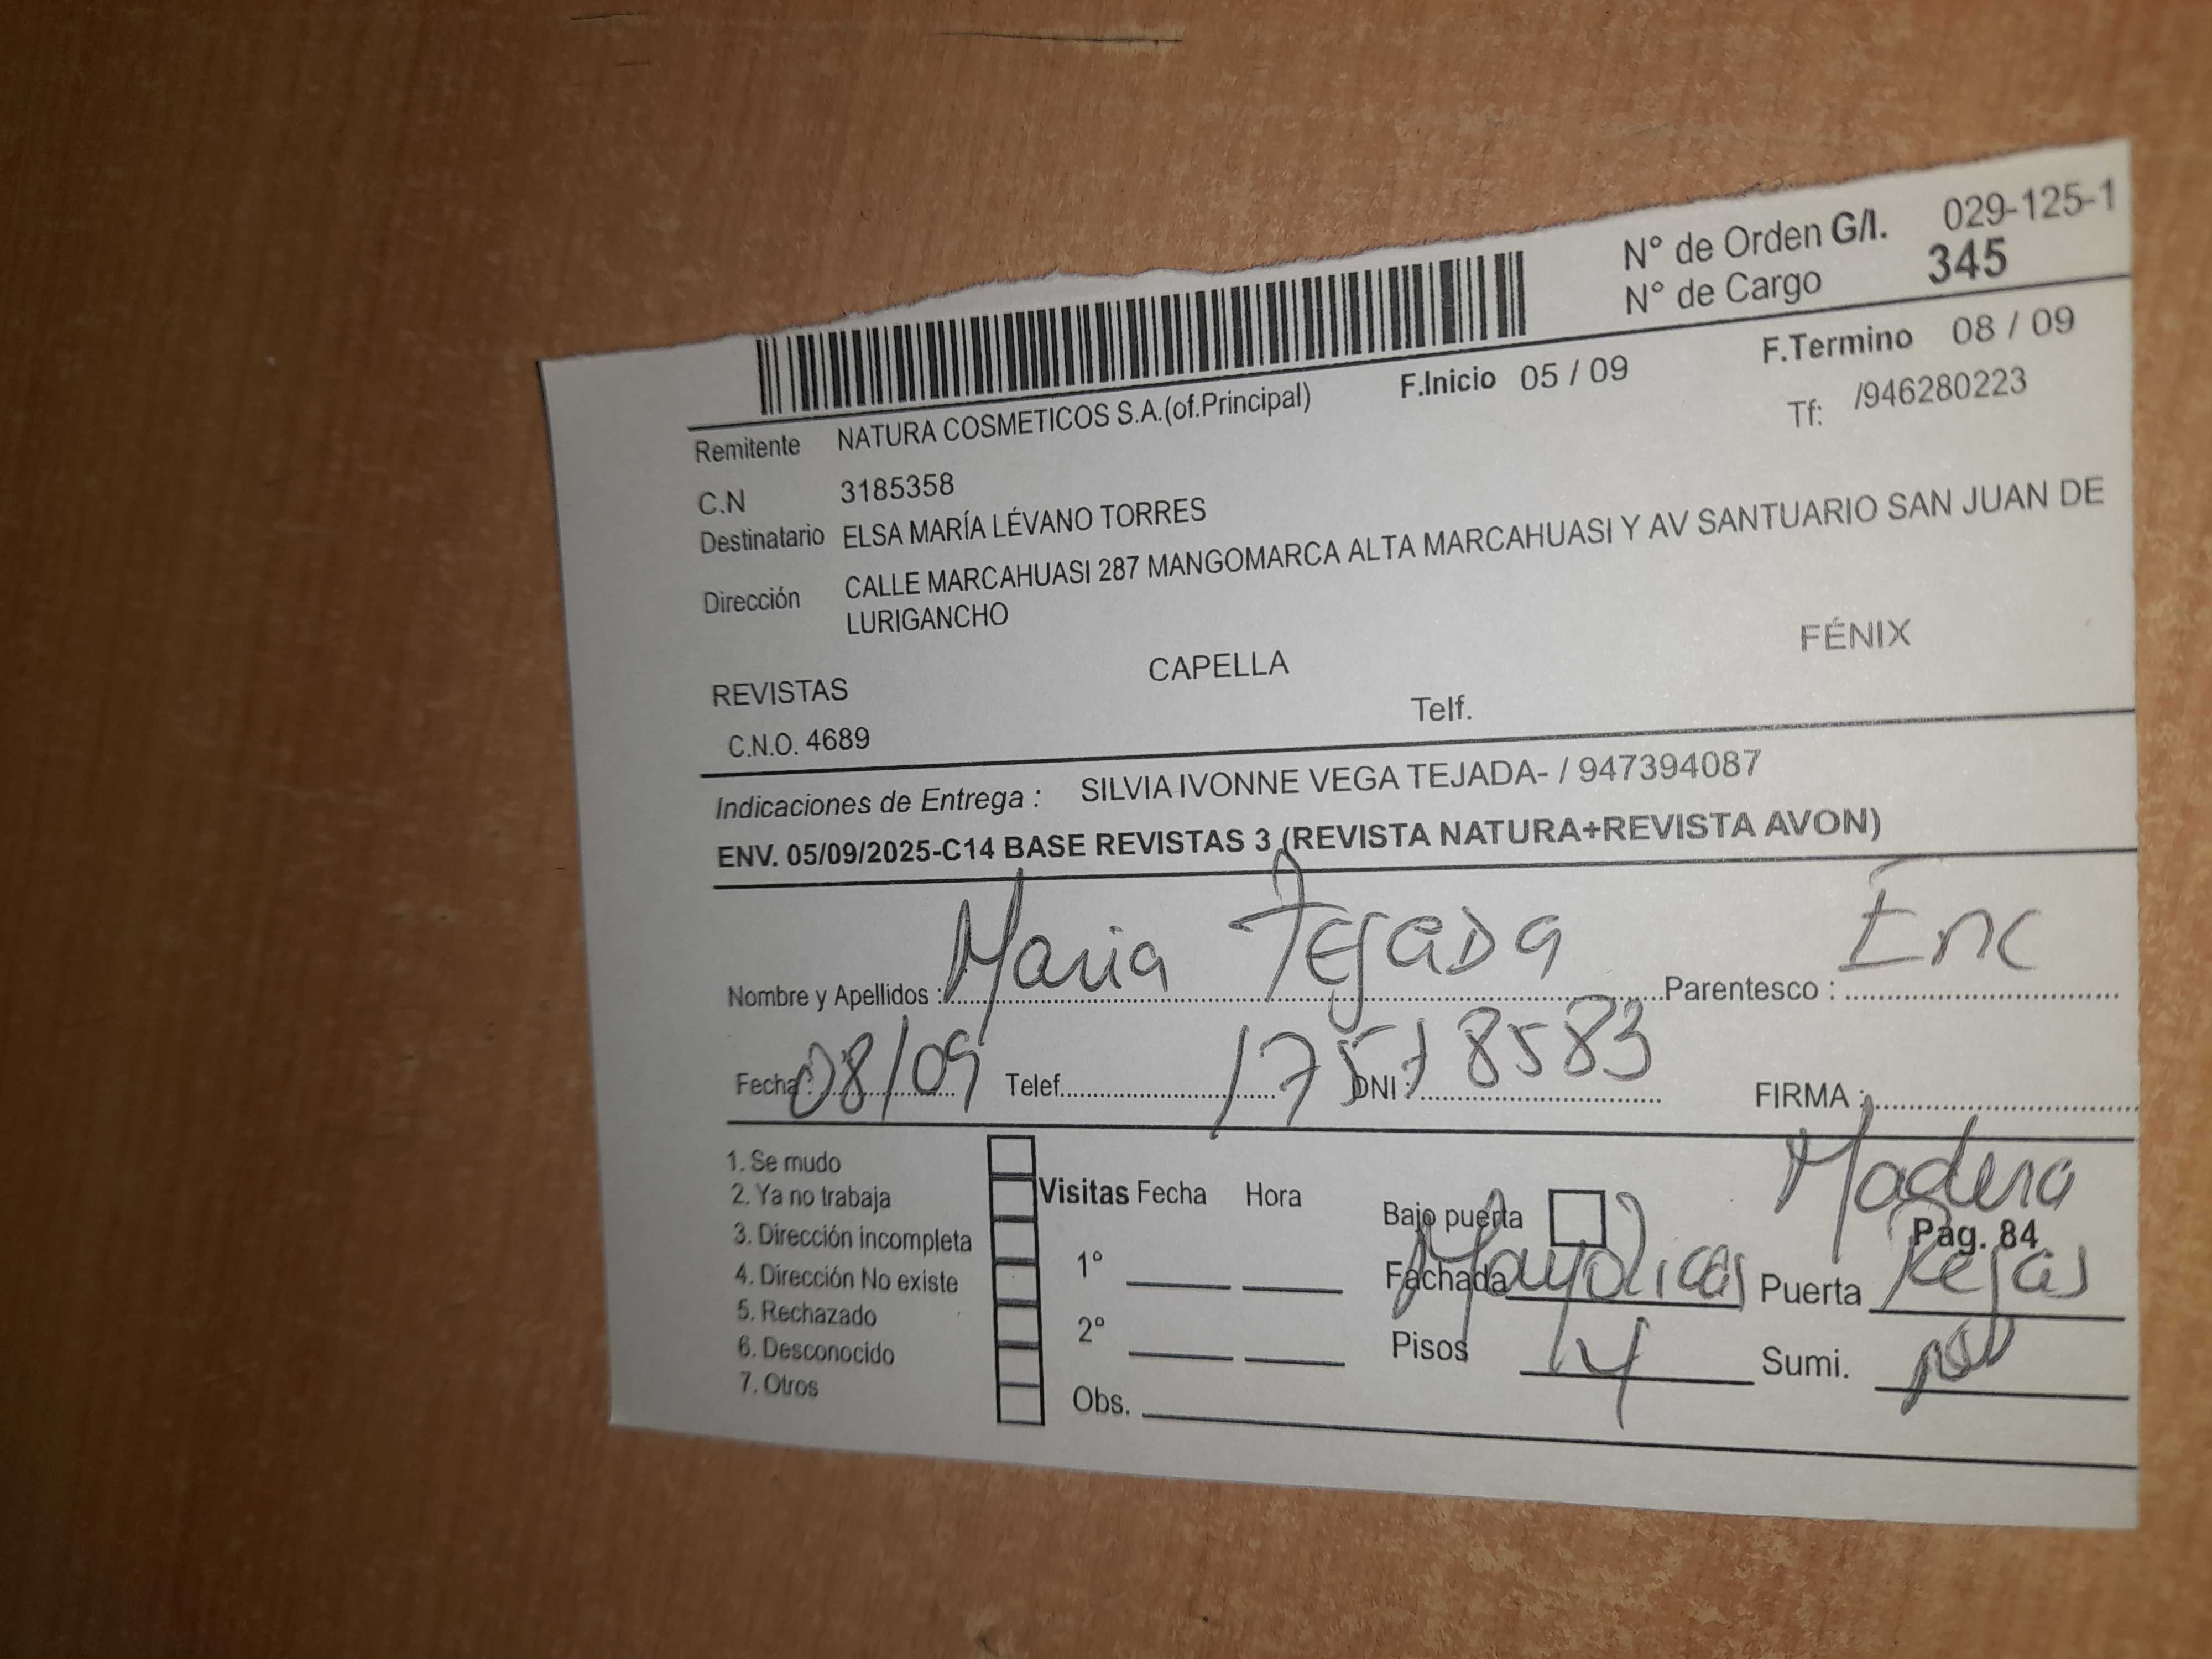 N° de Orden G/I. 029-125-1
N° de Cargo 345
F.Inicio 05 / 09 F.Termino 08 / 09
Remitente NATURA COSMETICOS S.A.(of.Principal) Tf: /946280223
C.N 3185358
Destinatario ELSA MARÍA LÉVANO TORRES
Dirección CALLE MARCAHUASI 287 MANGOMARCA ALTA MARCAHUASI Y AV SANTUARIO SAN JUAN DE
LURIGANCHO
REVISTAS CAPELLA FÉNIX
C.N.O. 4689 Telf.
Indicaciones de Entrega : SILVIA IVONNE VEGA TEJADA- / 947394087
ENV. 05/09/2025-C14 BASE REVISTAS 3 (REVISTA NATURA+REVISTA AVON)
Nombre y Apellidos : Maria TEJADA Parentesco : Enc
Fecha : 08/09 Telef. DNI : FIRMA :
1. Se mudo
2. Ya no trabaja
3. Dirección incompleta
4. Dirección No existe
5. Rechazado
6. Desconocido
7. Otros
Visitas Fecha Hora
1°
2°
Obs.
Bajo puerta Madera
Pag. 84
Fachada Mayolicas Puerta Rejas
Pisos 4 Sumi.